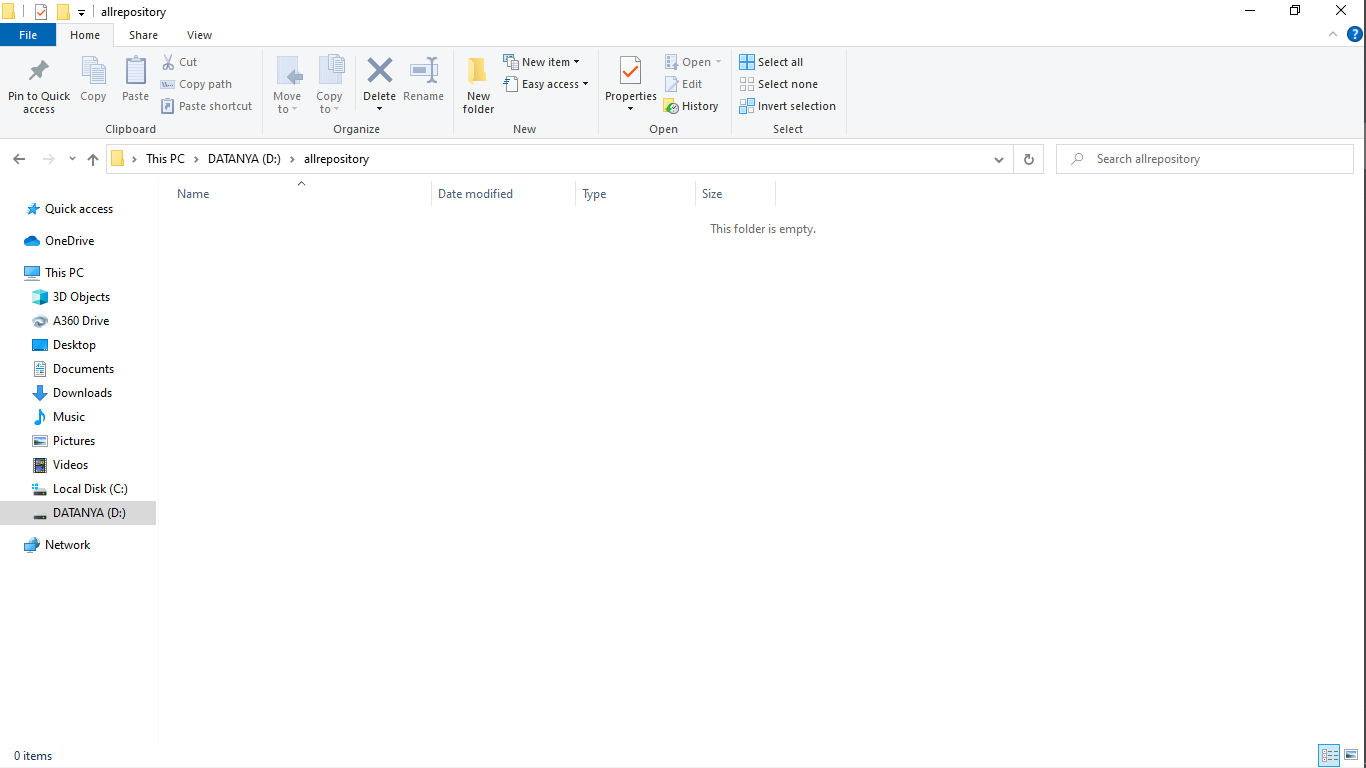 allrepository
File Home Share View
Pin to Quick access
Copy
Paste
Cut
Copy path
Paste shortcut
Clipboard
Move to
Copy to
Delete
Rename
Organize
New folder
New item
Easy access
New
Properties
Open
Edit
History
Open
Select all
Select none
Invert selection
Select
This PC > DATANYA (D:) > allrepository
Search allrepository
Name Date modified Type Size
This folder is empty.
Quick access
OneDrive
This PC
3D Objects
A360 Drive
Desktop
Documents
Downloads
Music
Pictures
Videos
Local Disk (C:)
DATANYA (D:)
Network
0 items